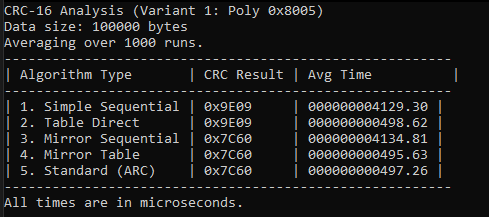 CRC-16 Analysis (Variant 1: Poly 0x8005)
Data size: 100000 bytes
Averaging over 1000 runs.
------------------------------------------------------
| Algorithm Type       | CRC Result | Avg Time            |
------------------------------------------------------
| 1. Simple Sequential | 0x9E09     | 000000004129.30 |
| 2. Table Direct      | 0x9E09     | 000000000498.62 |
| 3. Mirror Sequential | 0x7C60     | 000000004134.81 |
| 4. Mirror Table      | 0x7C60     | 000000000495.63 |
| 5. Standard (ARC)    | 0x7C60     | 000000000497.26 |
------------------------------------------------------
All times are in microseconds.